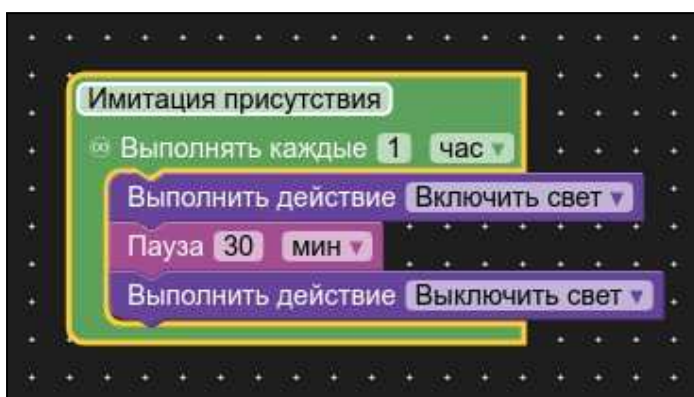 Имитация присутствия
Выполнять каждые 1 час
Выполнить действие Включить свет
Пауза 30 мин
Выполнить действие Выключить свет